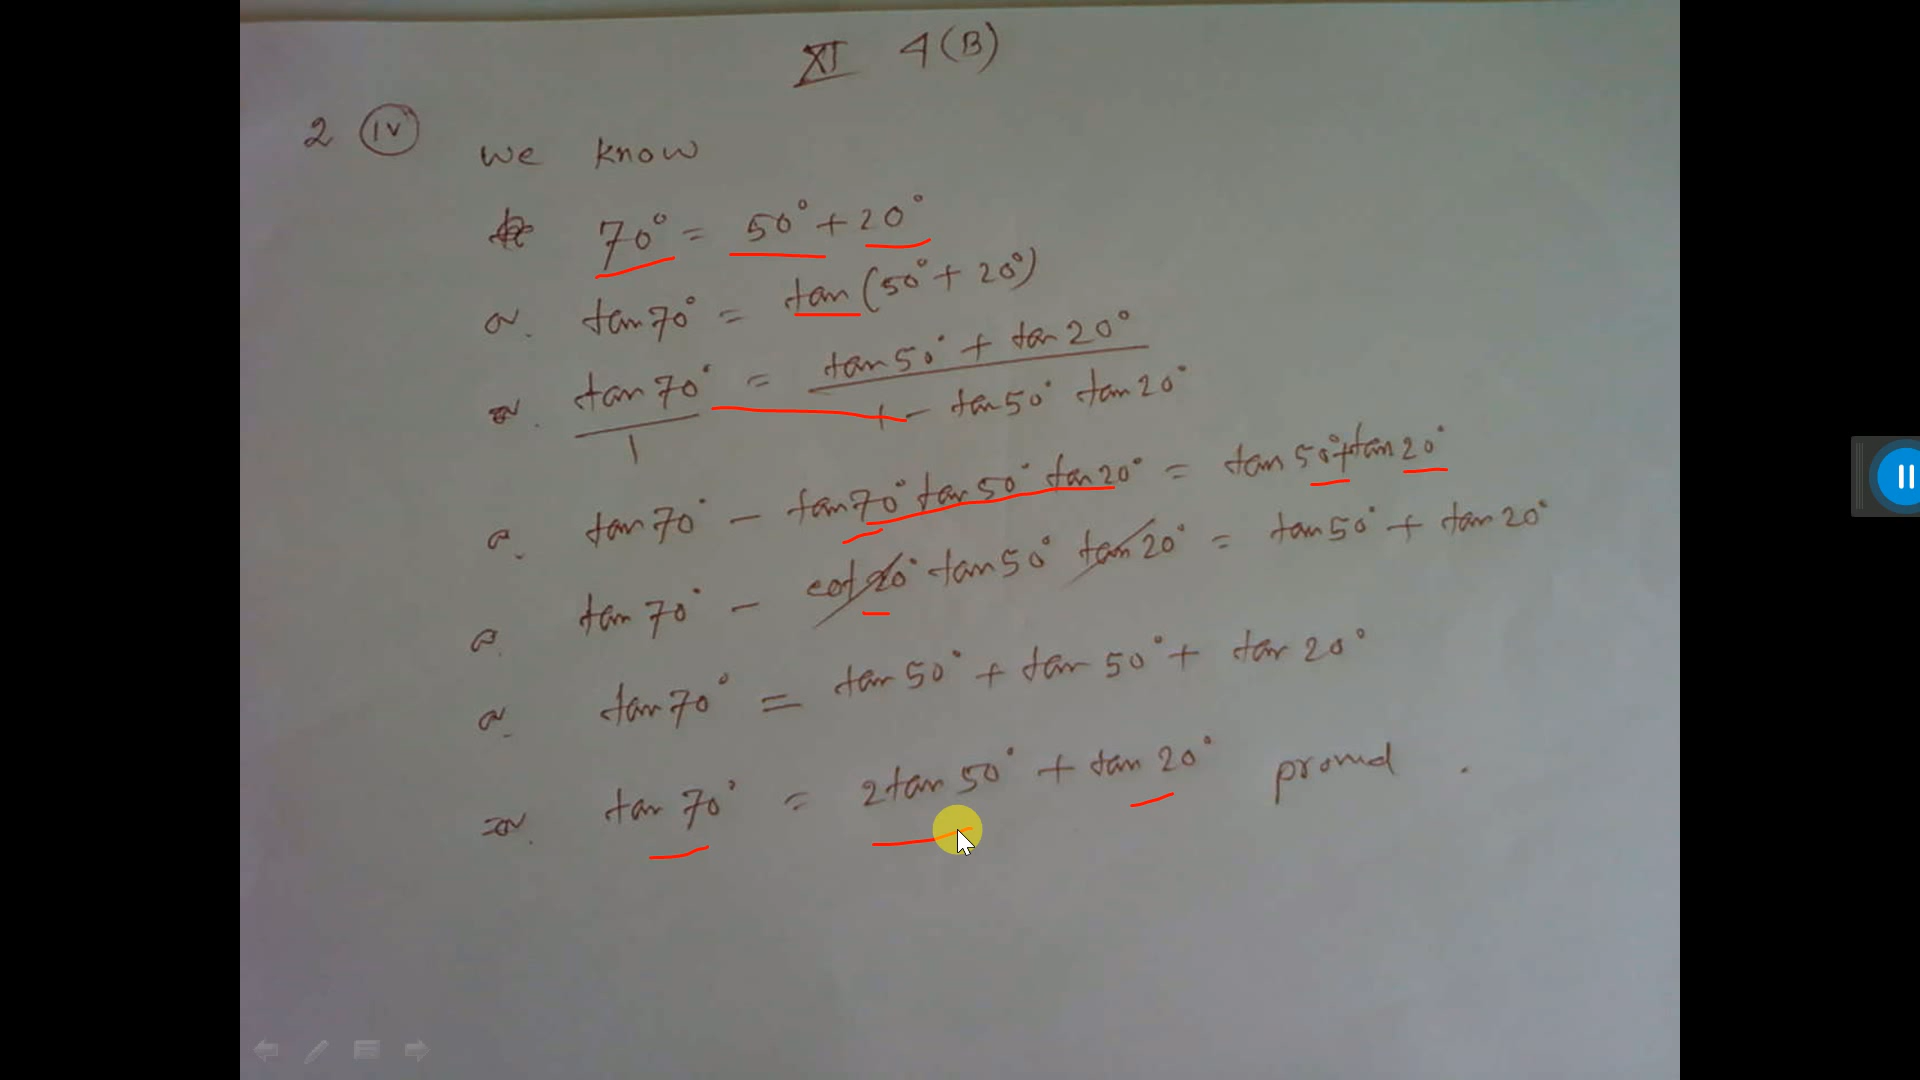 XI 4(B)
2 (iv) we know
70° = 50° + 20°
or. tan 70° = tan (50° + 20°)
or. tan 70° / 1 = tan 50° + tan 20° / 1 - tan 50° tan 20°
or. tan 70° - tan 70° tan 50° tan 20° = tan 50° + tan 20°
or. tan 70° - cot 20° tan 50° tan 20° = tan 50° + tan 20°
or. tan 70° = tan 50° + tan 50° + tan 20°
or. tan 70° = 2 tan 50° + tan 20° proved.